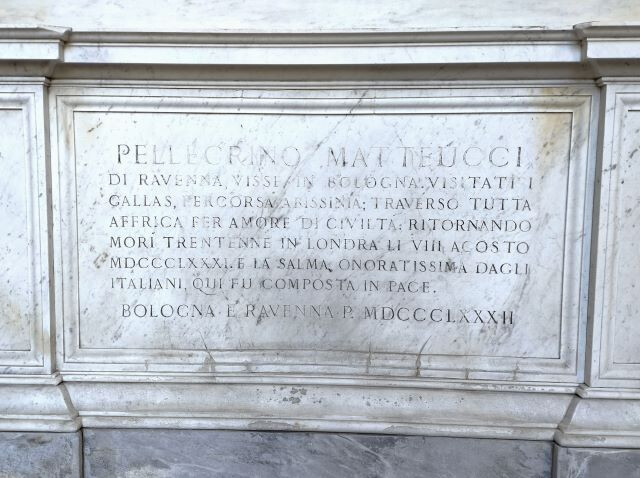 PELLEGRINO MATTEUCCI
DI RAVENNA, VISSE IN BOLOGNA. VISITATI I
GALLAS, PERCORSA ABISSINIA, TRAVERSO TUTTA
AFFRICA PER AMORE DI CIVILTA; RITORNANDO
MORÌ TRENTENNE IN LONDRA LI VIII AGOSTO
MDCCCLXXXI. E LA SALMA, ONORATISSIMA DAGLI
ITALIANI, QUI FU COMPOSTA IN PACE.
BOLOGNA E RAVENNA P. MDCCCLXXXII